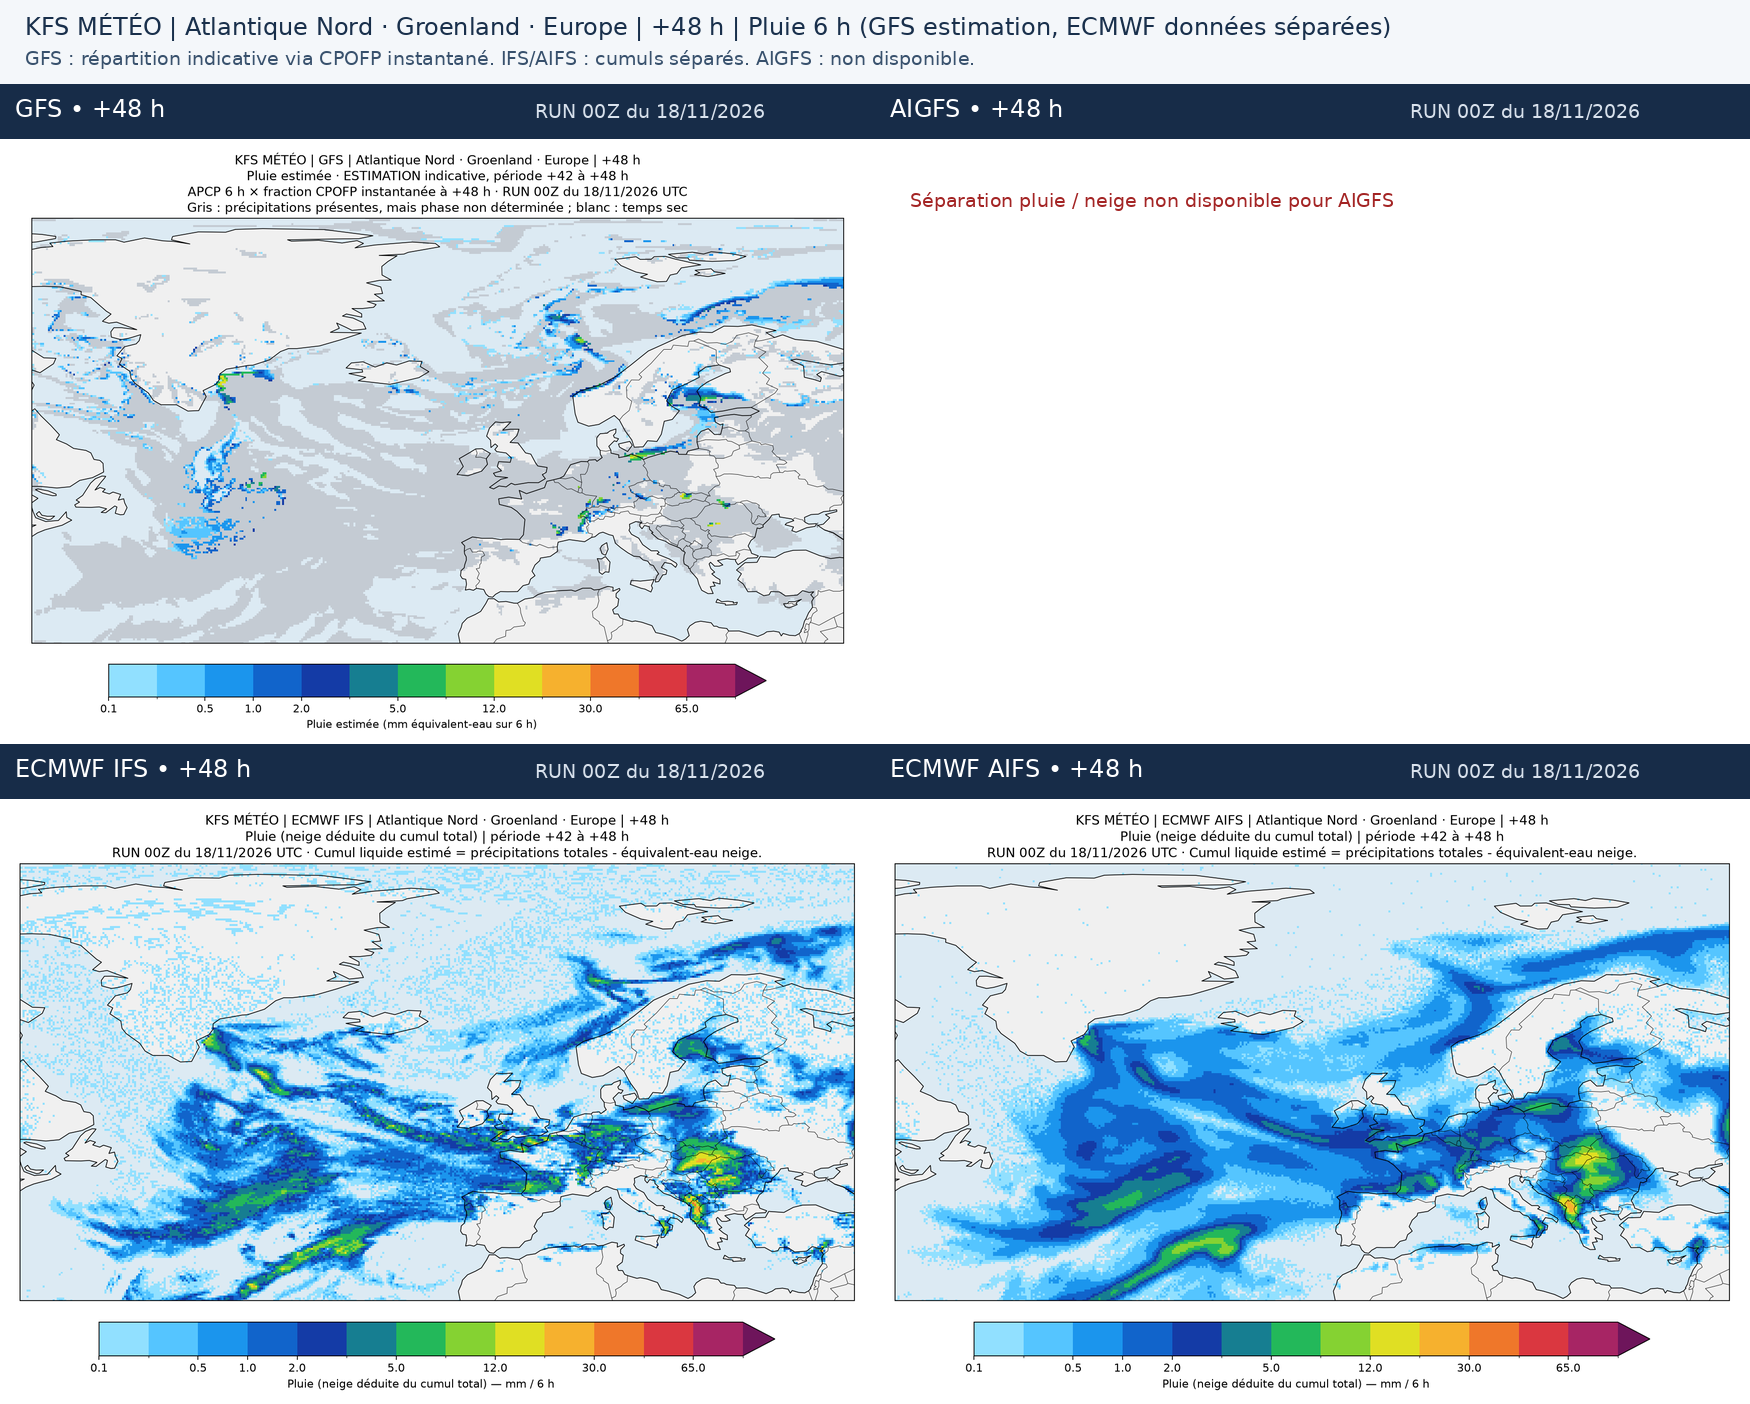 KFS MÉTÉO | Atlantique Nord · Groenland · Europe | +48 h | Pluie 6 h (GFS estimation, ECMWF données séparées)
GFS : répartition indicative via CPOFP instantané. IFS/AIFS : cumuls séparés. AIGFS : non disponible.
GFS • +48 h
RUN 00Z du 18/11/2026
KFS MÉTÉO | GFS | Atlantique Nord · Groenland · Europe | +48 h
Pluie estimée · ESTIMATION indicative, période +42 à +48 h
APCP 6 h × fraction CPOFP instantanée à +48 h · RUN 00Z du 18/11/2026 UTC
Gris : précipitations présentes, mais phase non déterminée ; blanc : temps sec
0.1 0.5 1.0 2.0 5.0 12.0 30.0 65.0
Pluie estimée (mm équivalent-eau sur 6 h)
AIGFS • +48 h
RUN 00Z du 18/11/2026
Séparation pluie / neige non disponible pour AIGFS
ECMWF IFS • +48 h
RUN 00Z du 18/11/2026
KFS MÉTÉO | ECMWF IFS | Atlantique Nord · Groenland · Europe | +48 h
Pluie (neige déduite du cumul total) | période +42 à +48 h
RUN 00Z du 18/11/2026 UTC · Cumul liquide estimé = précipitations totales - équivalent-eau neige.
0.1 0.5 1.0 2.0 5.0 12.0 30.0 65.0
Pluie (neige déduite du cumul total) — mm / 6 h
ECMWF AIFS • +48 h
RUN 00Z du 18/11/2026
KFS MÉTÉO | ECMWF AIFS | Atlantique Nord · Groenland · Europe | +48 h
Pluie (neige déduite du cumul total) | période +42 à +48 h
RUN 00Z du 18/11/2026 UTC · Cumul liquide estimé = précipitations totales - équivalent-eau neige.
0.1 0.5 1.0 2.0 5.0 12.0 30.0 65.0
Pluie (neige déduite du cumul total) — mm / 6 h